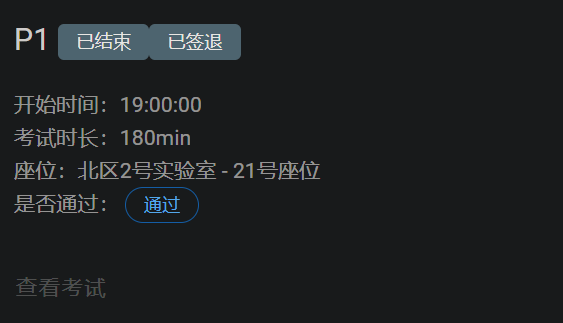 P1 已结束 已签退
开始时间：19:00:00
考试时长：180min
座位：北区2号实验室 - 21号座位
是否通过： 通过
查看考试